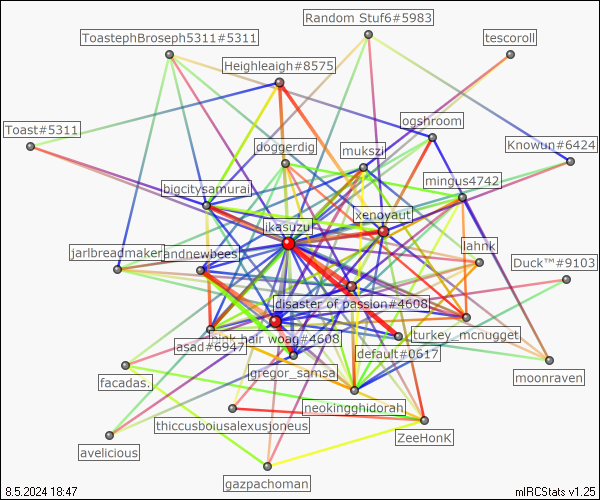 Random Stuf6#5983
ToastephBroseph5311#5311
tescoroll
Heighleaigh#8575
ogshroom
Toast#5311
Knowun#6424
doggerdig
mukszi
mingus4742
bigcitysamurai
xenoyaut
ikasuzu
lahnk
jarlbreadmaker
andnewbees
Duck™#9103
disaster of passion#4608
turkey_mcnugget
hair woag#4608
asad#6947
default#0617
gregor_samsa
moonraven
facadas.
neokingghidorah
thiccusboiusalexusjoneus
ZeeHonK
avelicious
gazpachoman
8.5.2024 18:47
mIRCStats v1.25